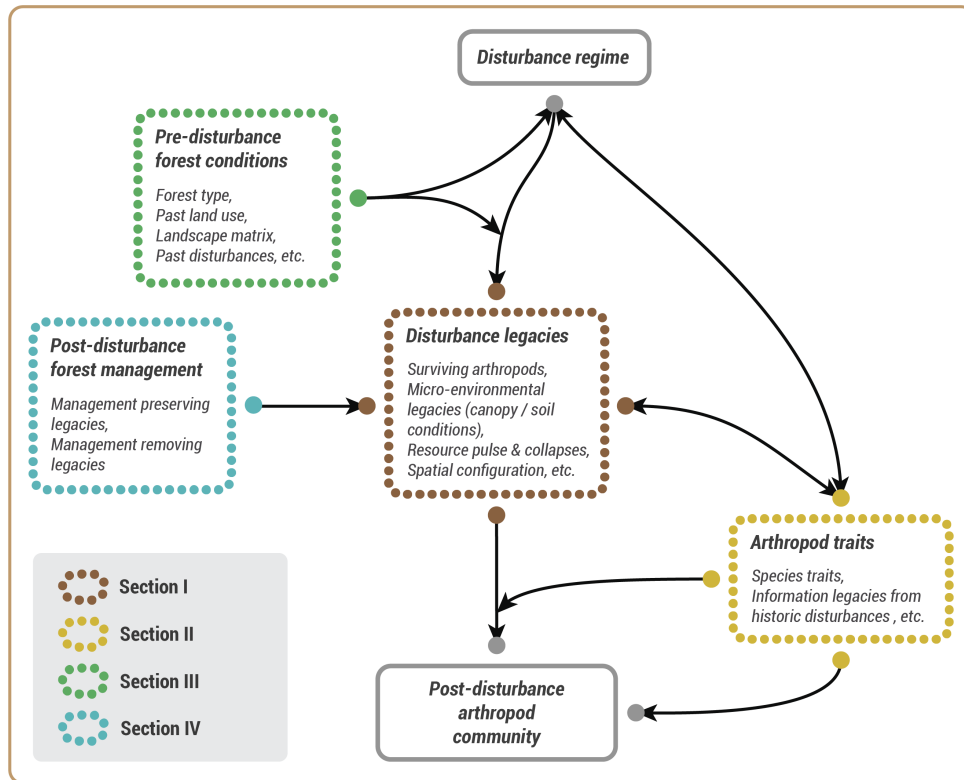 Disturbance regime
Pre-disturbance
forest conditions
Forest type,
Past land use,
Landscape matrix,
Past disturbances, etc.
Post-disturbance
forest management
Management preserving
legacies,
Management removing
legacies
Disturbance legacies
Surviving arthropods,
Micro-environmental
legacies (canopy / soil
conditions),
Resource pulse & collapses,
Spatial configuration, etc.
Arthropod traits
Species traits,
Information legacies from
historic disturbances , etc.
Post-disturbance
arthropod
community
Section I
Section II
Section III
Section IV